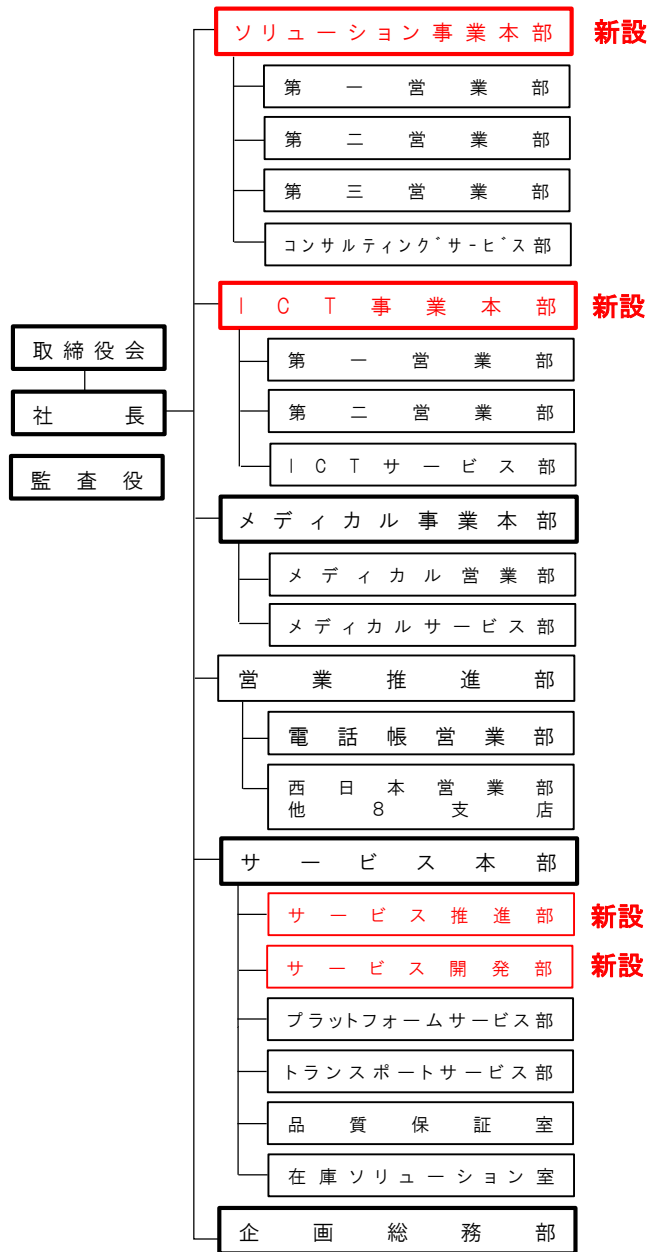 ソリューション事業本部 新設
第一営業部
第二営業部
第三営業部
コンサルティングサービス部
ICT事業本部 新設
取締役会
第一営業部
社長
第二営業部
ICTサービス部
監査役
メディカル事業本部
メディカル営業部
メディカルサービス部
営業推進部
電話帳営業部
西日本営業部
他8支店
サービス本部
サービス推進部 新設
サービス開発部 新設
プラットフォームサービス部
トランスポートサービス部
品質保証室
在庫ソリューション室
企画総務部